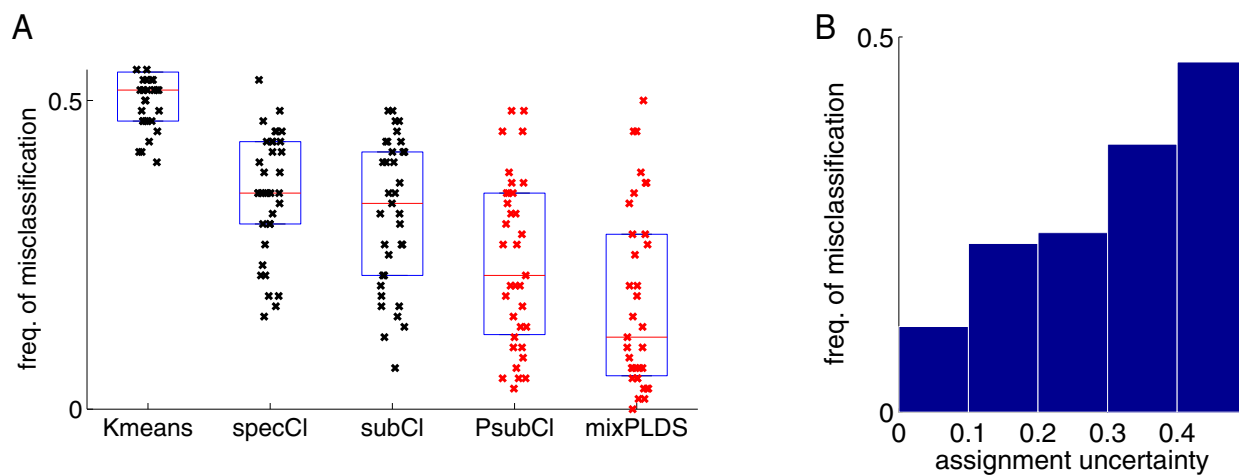 A
freq. of misclassification
0.5
0
Kmeans specCl subCl PsubCl mixPLDS
B
freq. of misclassification
0.5
0
0 0.1 0.2 0.3 0.4
assignment uncertainty